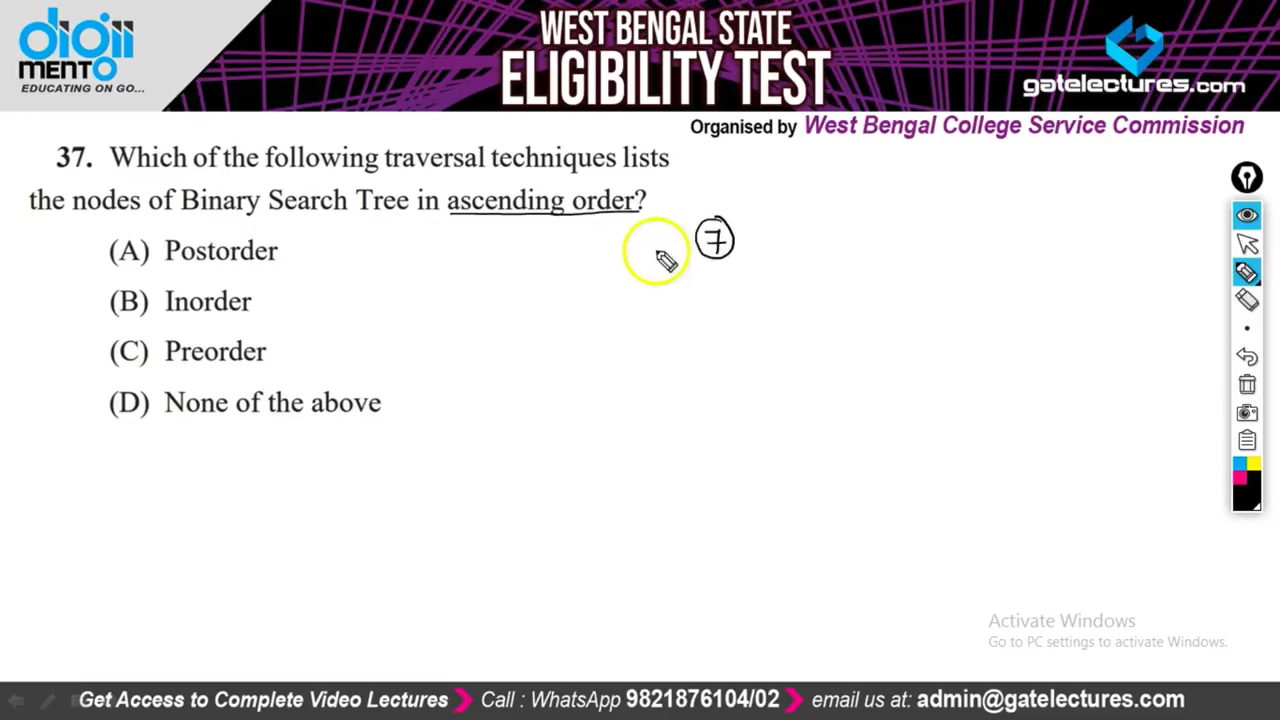 digii
MENTO
EDUCATING ON GO...
WEST BENGAL STATE
ELIGIBILITY TEST
gatelectures.com
Organised by West Bengal College Service Commission
37. Which of the following traversal techniques lists
the nodes of Binary Search Tree in ascending order?
7
(A) Postorder
(B) Inorder
(C) Preorder
(D) None of the above
Activate Windows
Go to PC settings to activate Windows.
Get Access to Complete Video Lectures Call : WhatsApp 9821876104/02 email us at: admin@gatelectures.com